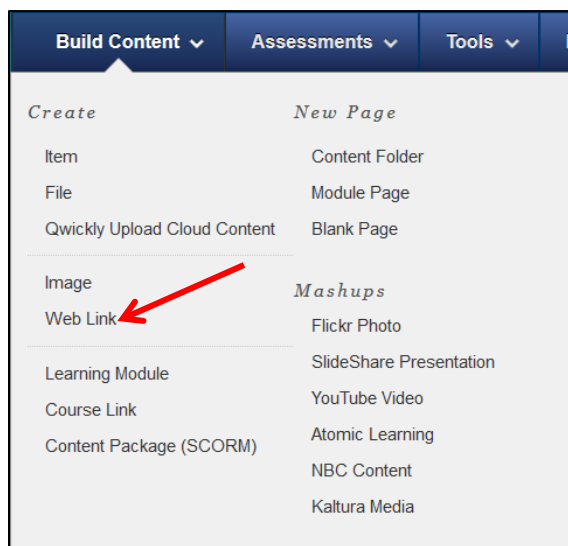 Build Content Assessments Tools
Create
Item
File
Qwickly Upload Cloud Content
Image
Web Link
Learning Module
Course Link
Content Package (SCORM)
New Page
Content Folder
Module Page
Blank Page
Mashups
Flickr Photo
SlideShare Presentation
YouTube Video
Atomic Learning
NBC Content
Kaltura Media